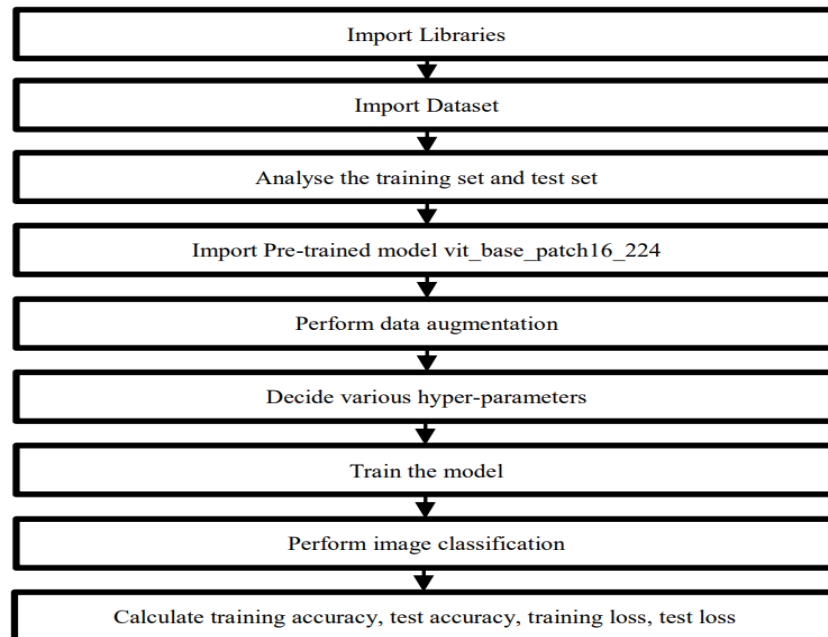 Import Libraries
Import Dataset
Analyse the training set and test set
Import Pre-trained model vit_base_patch16_224
Perform data augmentation
Decide various hyper-parameters
Train the model
Perform image classification
Calculate training accuracy, test accuracy, training loss, test loss